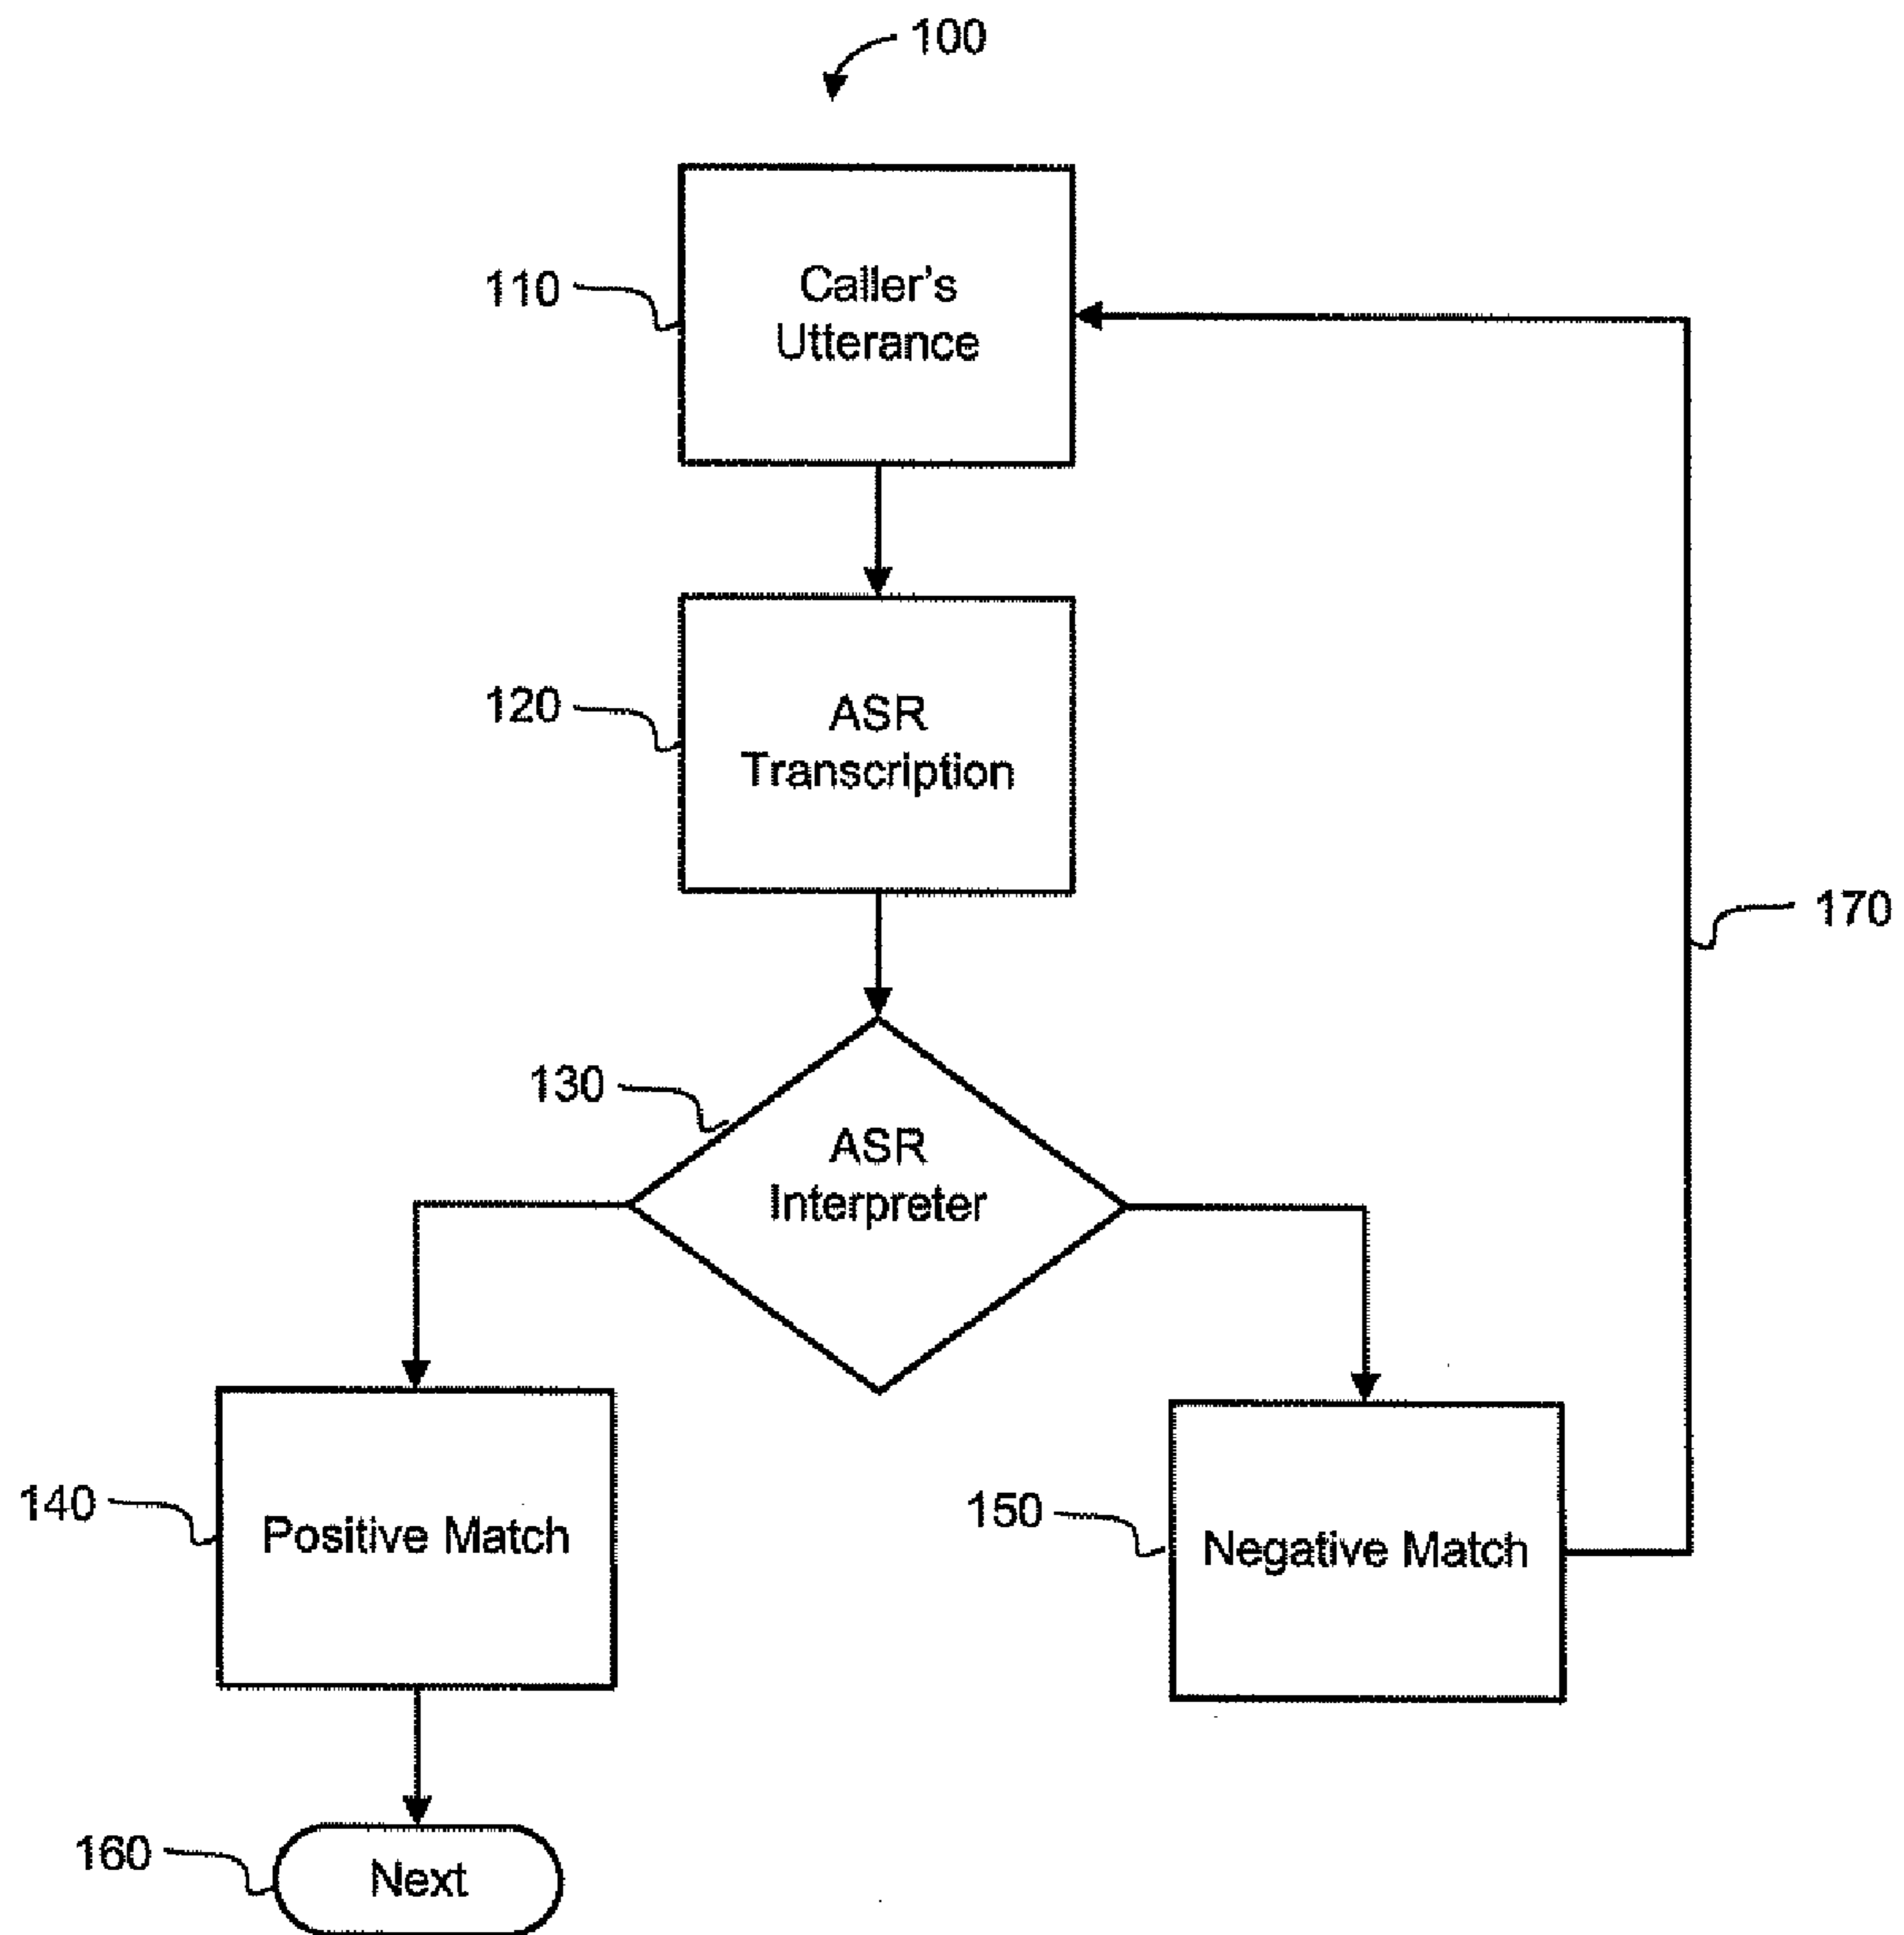 100
110
Caller's
Utterance
120
ASR
Transcription
170
130
ASR
Interpreter
140
Positive Match
150
Negative Match
160
Next